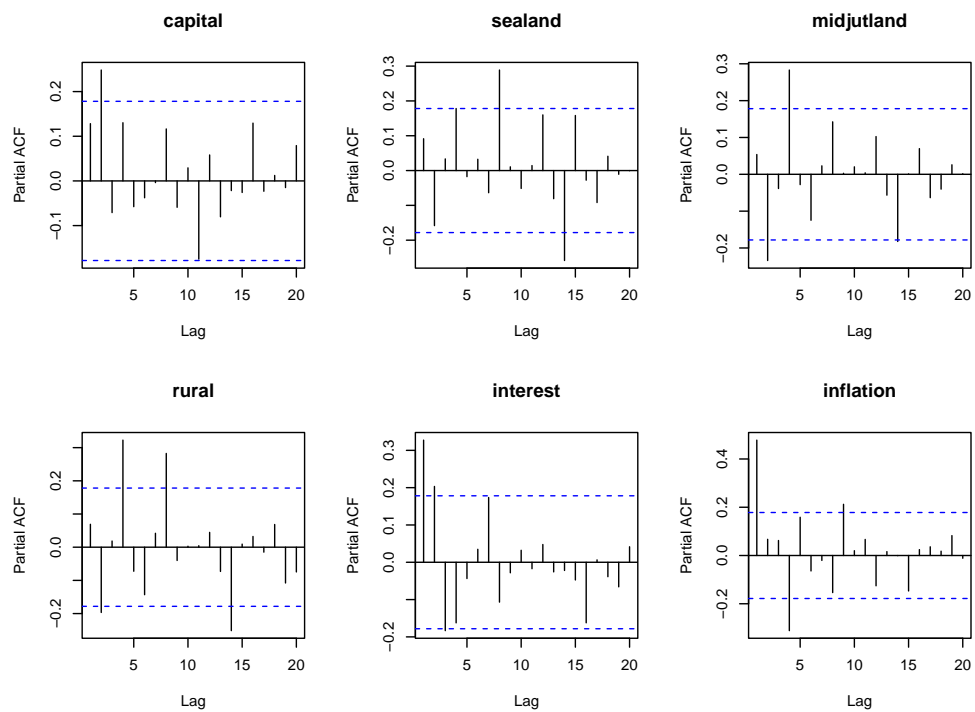 capital
sealand
midjutland
Partial ACF
−0.1 0.0 0.1 0.2
Partial ACF
−0.2 0.0 0.1 0.2 0.3
Partial ACF
−0.2 0.0 0.1 0.2 0.3
5 10 15 20
5 10 15 20
5 10 15 20
Lag
Lag
Lag
rural
interest
inflation
Partial ACF
−0.2 0.0 0.2
Partial ACF
−0.2 0.0 0.1 0.2 0.3
Partial ACF
−0.2 0.0 0.2 0.4
5 10 15 20
5 10 15 20
5 10 15 20
Lag
Lag
Lag